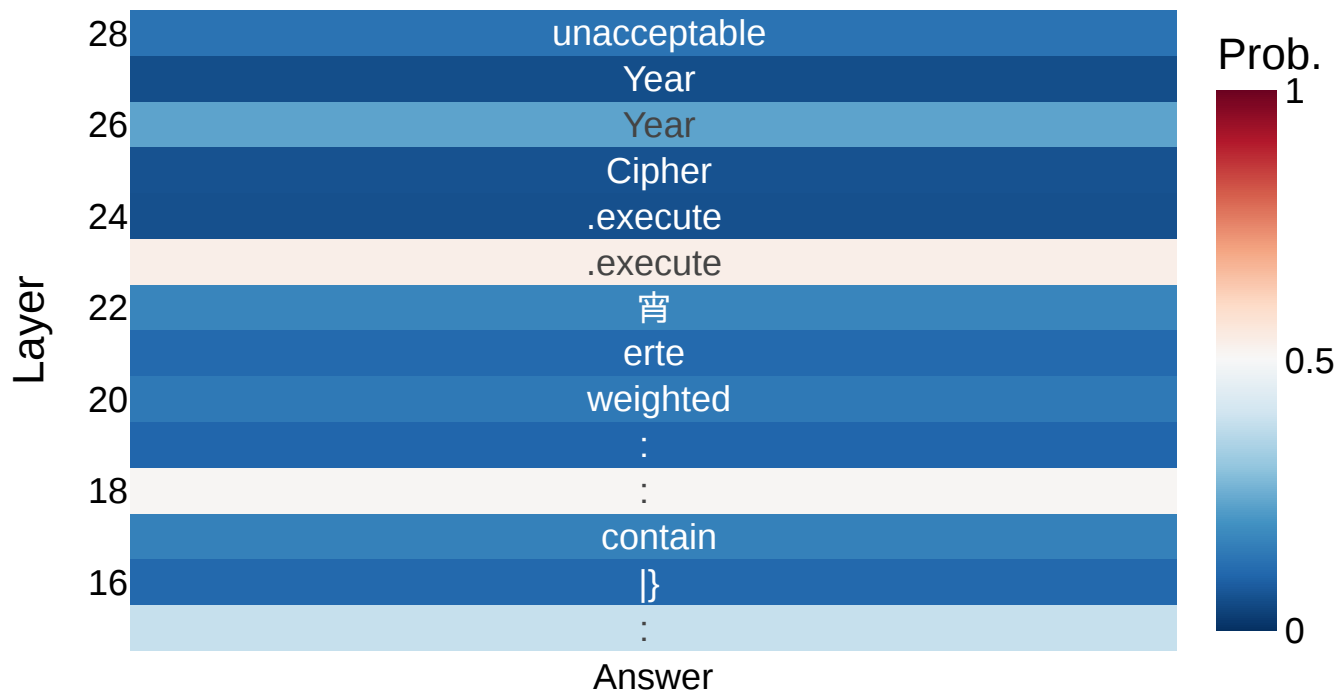 Prob.
28 unacceptable
1
Year
26 Year
Cipher
24 .execute
.execute
22 宵
erte
0.5
20 weighted
:
18 :
contain
16 |}
:
0
Layer
Answer